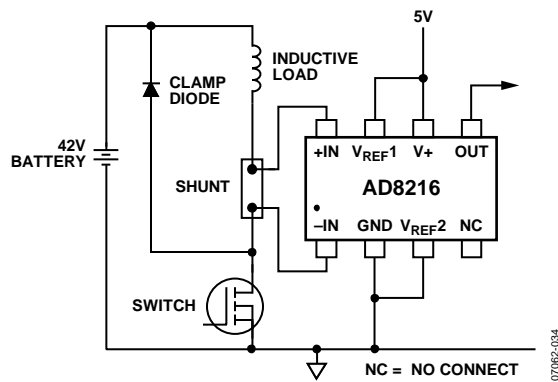 5V
INDUCTIVE
LOAD
CLAMP
DIODE
42V
BATTERY
SHUNT
+IN VREF1 V+ OUT
AD8216
–IN GND VREF2 NC
SWITCH
NC = NO CONNECT
07062-034